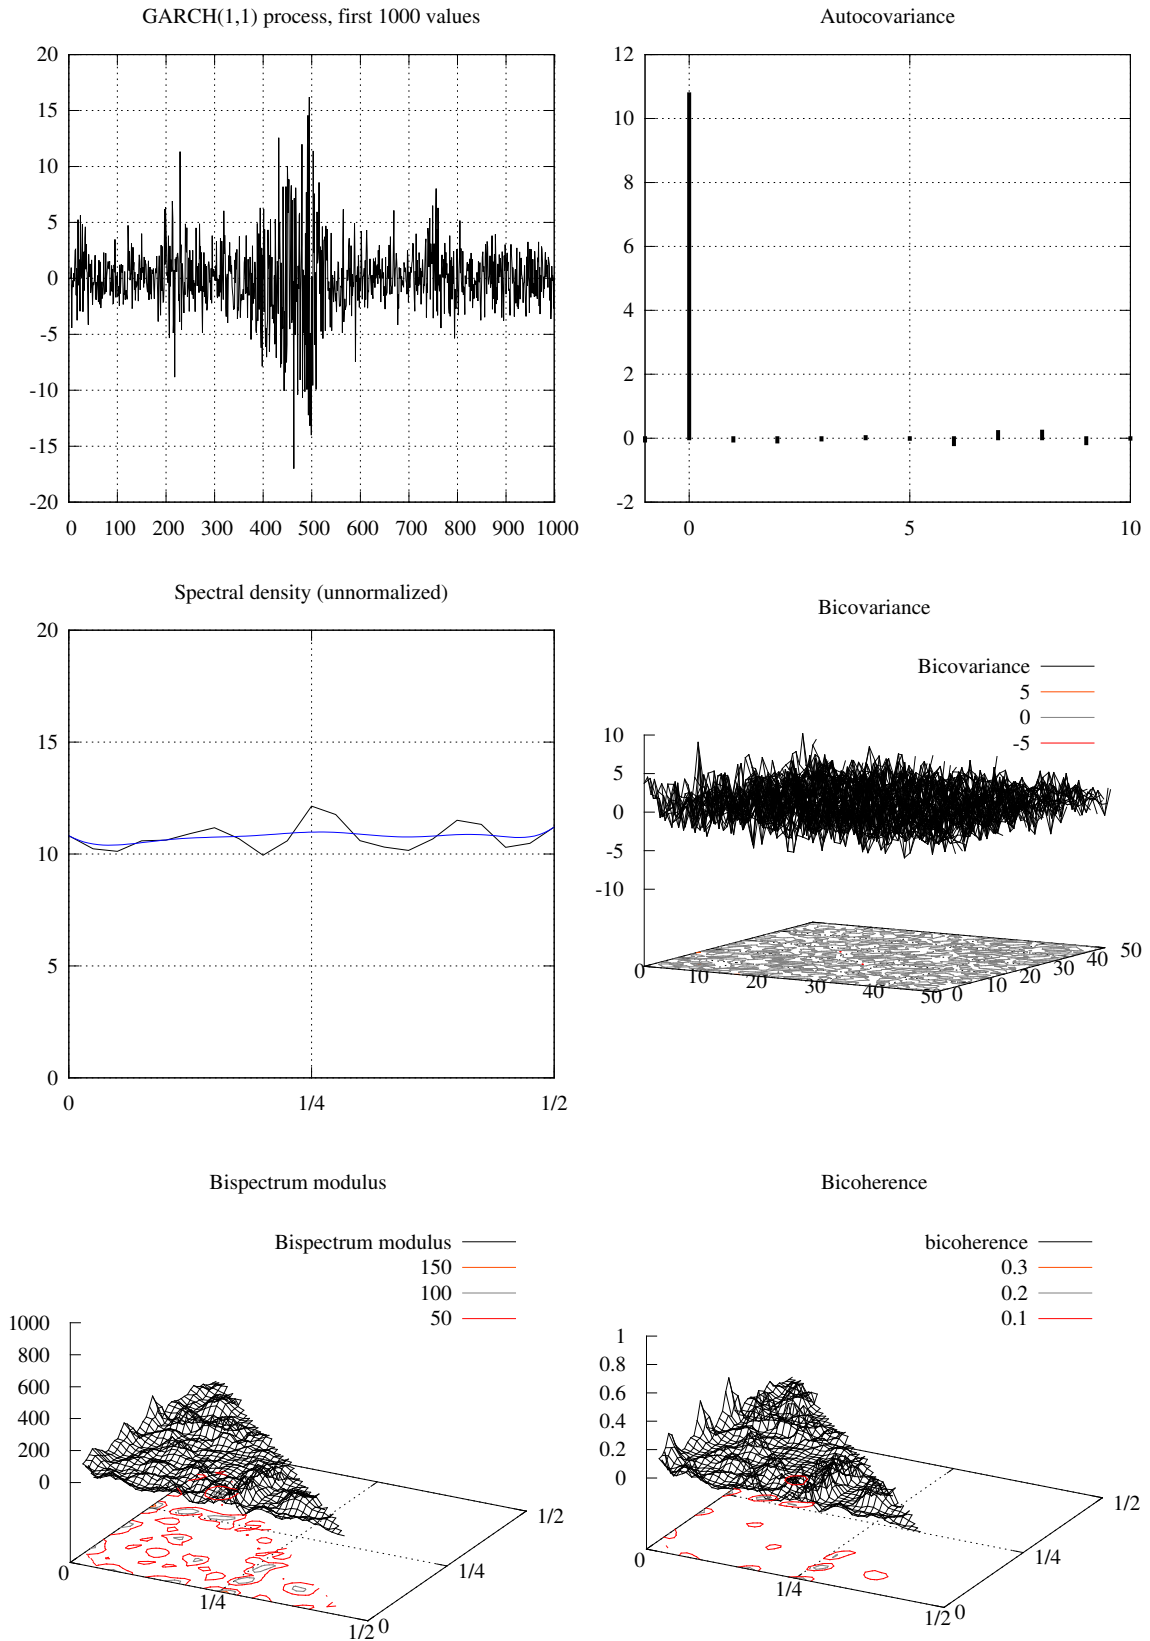 GARCH(1,1) process, first 1000 values
20
15
10
5
0
-5
-10
-15
-20
0 100 200 300 400 500 600 700 800 900 1000
Autocovariance
12
10
8
6
4
2
0
-2
0 5 10
Spectral density (unnormalized)
20
15
10
5
0
0 1/4 1/2
Bicovariance
Bicovariance
5
0
-5
10
5
0
-5
-10
0 10 20 30 40 50
0 10 20 30 40 50
Bispectrum modulus
Bispectrum modulus
150
100
50
1000
800
600
400
200
0
0 1/4 1/2
0 1/4 1/2
Bicoherence
bicoherence
0.3
0.2
0.1
1
0.8
0.6
0.4
0.2
0
0 1/4 1/2
0 1/4 1/2